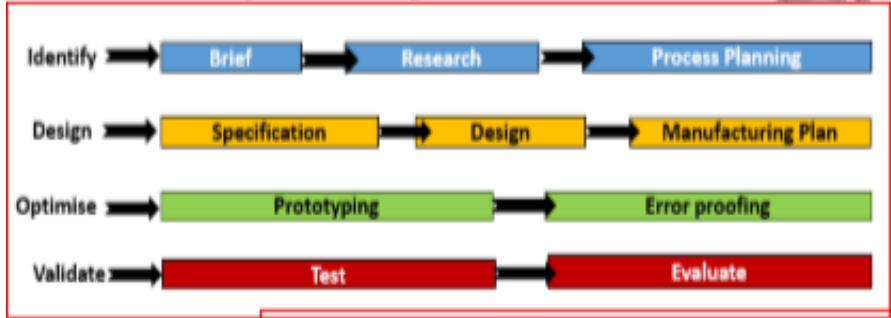 Identify Brief Research Process Planning
Design Specification Design Manufacturing Plan
Optimise Prototyping Error proofing
Validate Test Evaluate